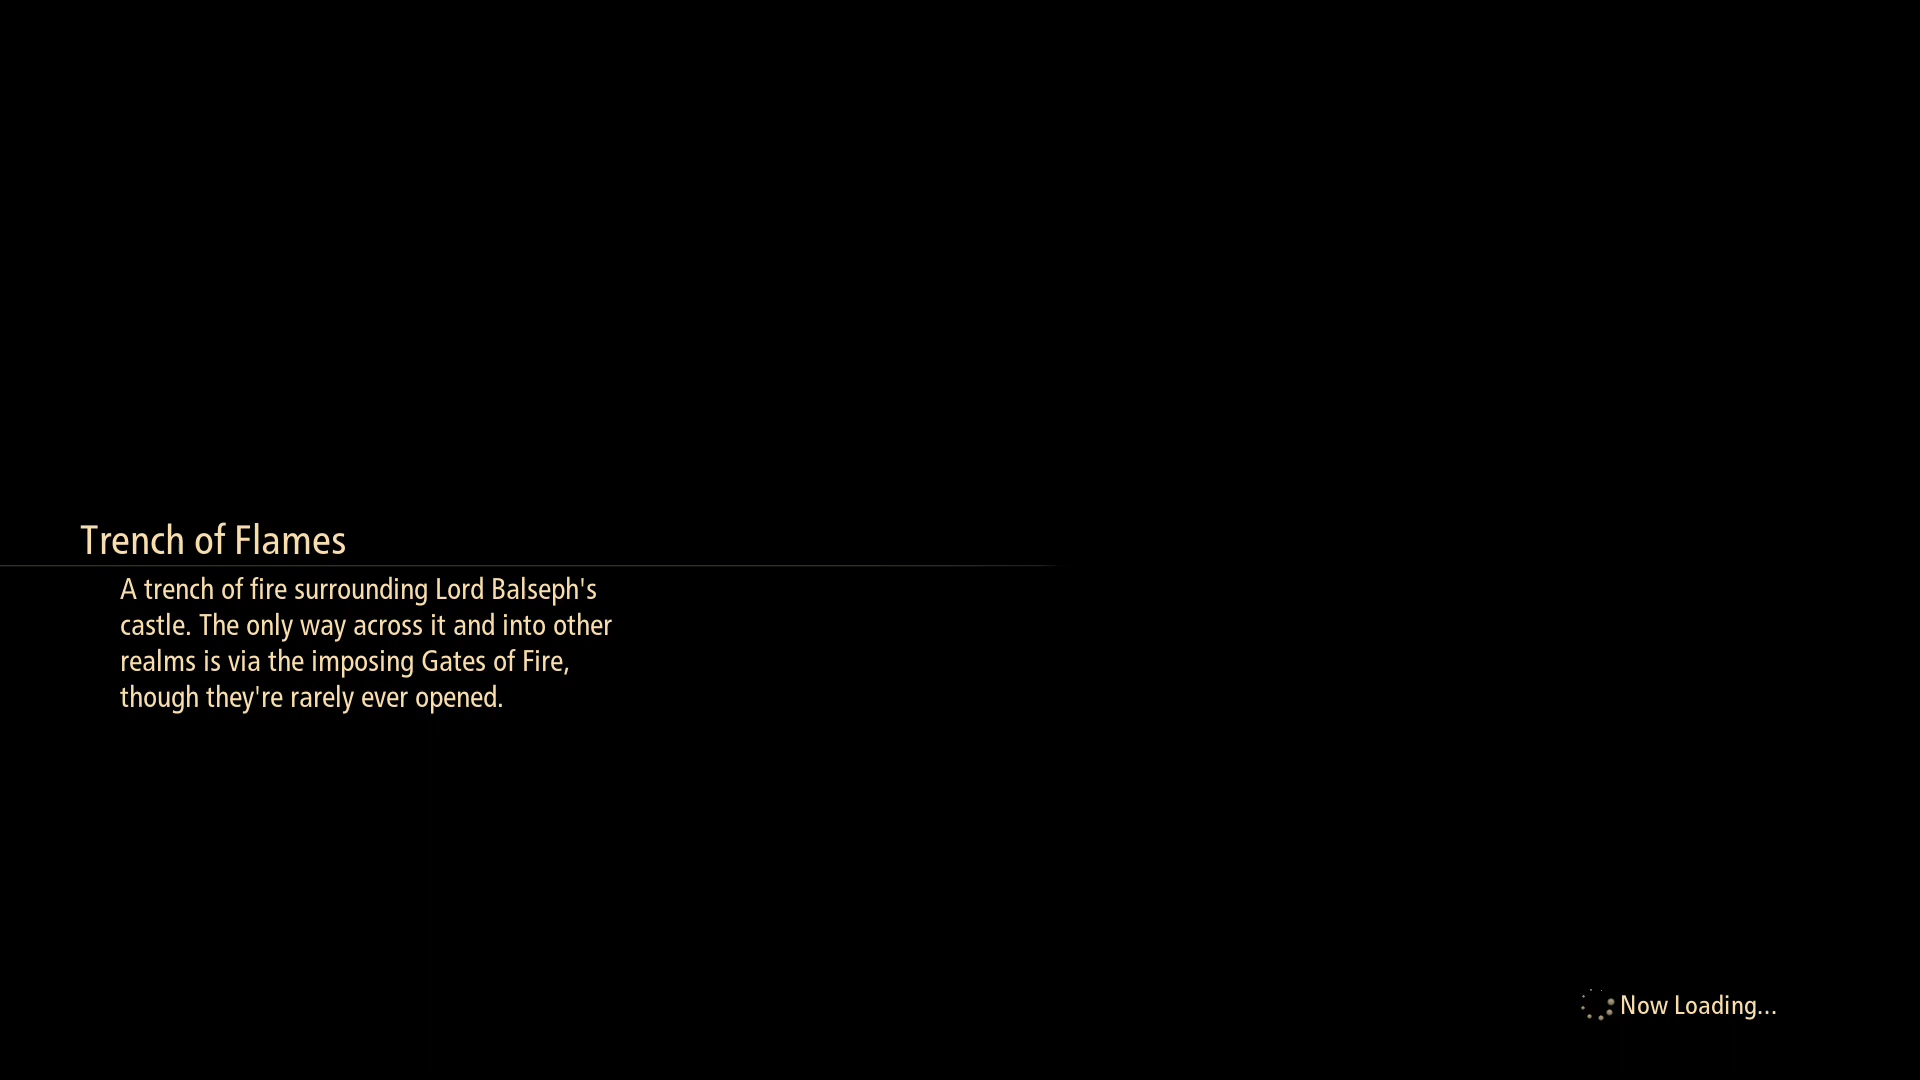 Trench of Flames
A trench of fire surrounding Lord Balseph's
castle. The only way across it and into other
realms is via the imposing Gates of Fire,
though they're rarely ever opened.
Now Loading...